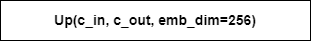 Up(c_in, c_out, emb_dim=256)